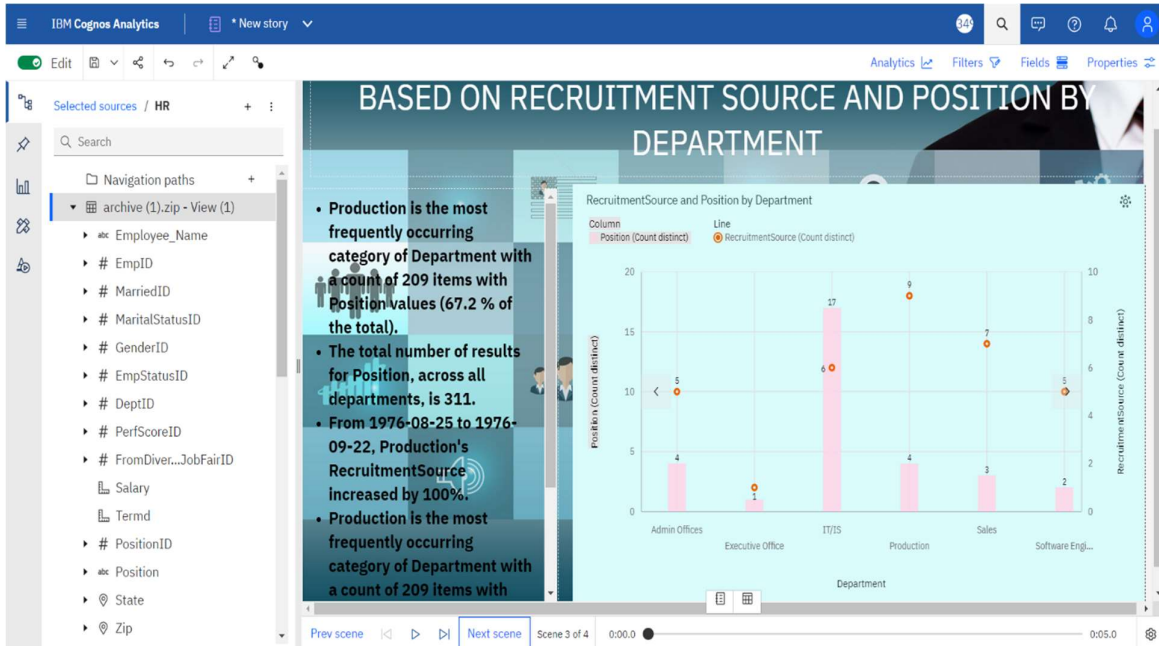 IBM Cognos Analytics
* New story
Edit
Analytics
Filters
Fields
Properties
Selected sources / HR
Search
Navigation paths
archive (1).zip - View (1)
abc Employee_Name
# EmpID
# MarriedID
# MaritalStatusID
# GenderID
# EmpStatusID
# DeptID
# PerfScoreID
# FromDiver...JobFairID
Salary
Termd
# PositionID
abc Position
State
Zip
BASED ON RECRUITMENT SOURCE AND POSITION BY
DEPARTMENT
• Production is the most
frequently occurring
category of Department with
a count of 209 items with
Position values (67.2 % of
the total).
• The total number of results
for Position, across all
departments, is 311.
• From 1976-08-25 to 1976-
09-22, Production's
RecruitmentSource
increased by 100%.
• Production is the most
frequently occurring
category of Department with
a count of 209 items with
RecruitmentSource and Position by Department
Column
Position (Count distinct)
Line
RecruitmentSource (Count distinct)
Position (Count distinct)
20
15
10
5
0
5
4
1
17
6
9
4
7
3
5
2
10
8
6
4
2
0
RecruitmentSource (Count distinct)
Admin Offices
Executive Office
IT/IS
Production
Sales
Software Engi...
Department
Prev scene
Next scene
Scene 3 of 4
0:00.0
0:05.0